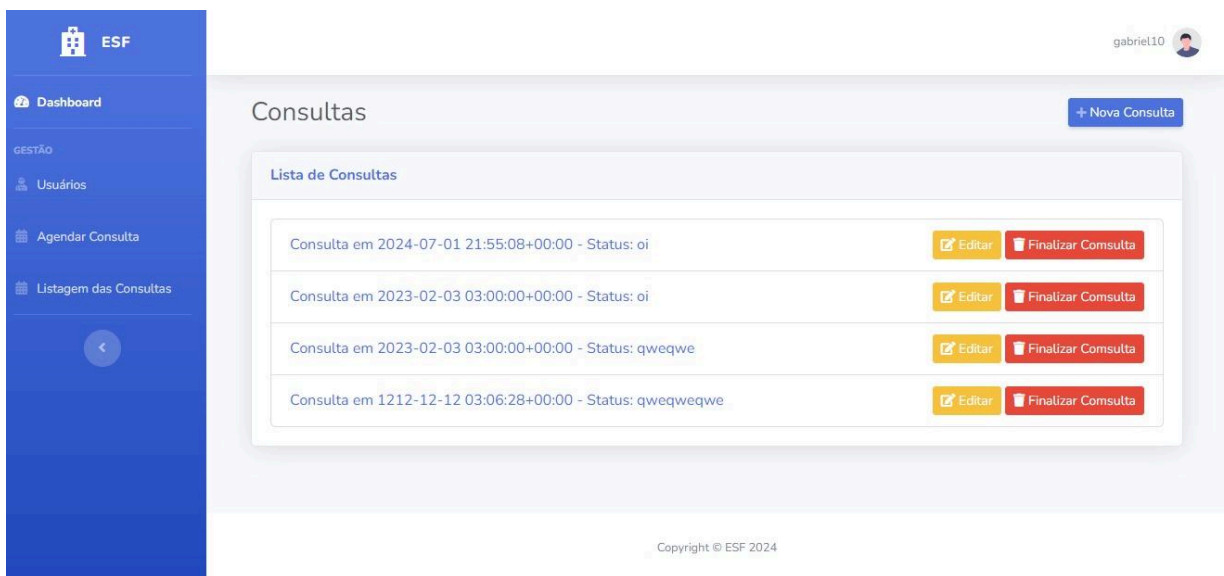 ESF
gabriel10
Dashboard
Consultas
+ Nova Consulta
GESTÃO
Usuários
Lista de Consultas
Agendar Consulta
Consulta em 2024-07-01 21:55:08+00:00 - Status: oi
Editar
Finalizar Comsulta
Listagem das Consultas
Consulta em 2023-02-03 03:00:00+00:00 - Status: oi
Editar
Finalizar Comsulta
Consulta em 2023-02-03 03:00:00+00:00 - Status: qweqwe
Editar
Finalizar Comsulta
Consulta em 1212-12-12 03:06:28+00:00 - Status: qweqweqwe
Editar
Finalizar Comsulta
Copyright © ESF 2024